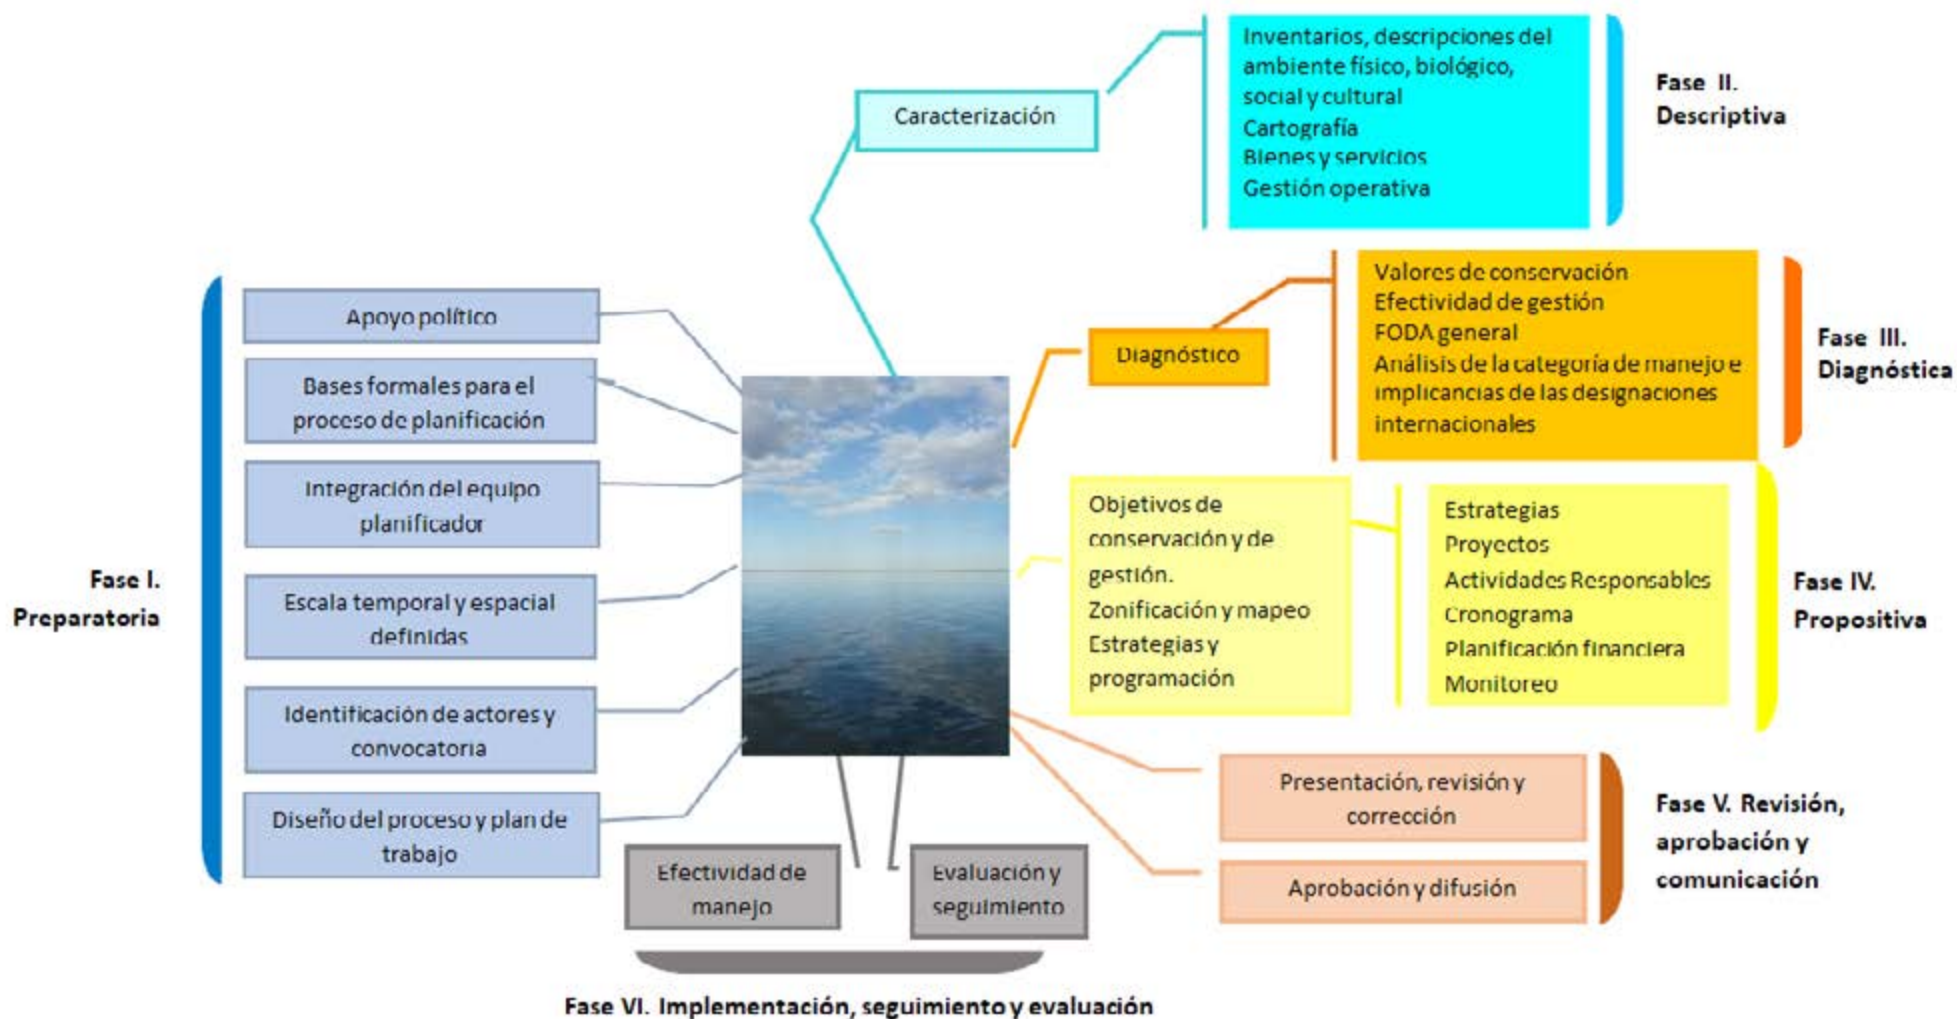 Fase I.
Preparatoria
Apoyo político
Bases formales para el
proceso de planificación
Integración del equipo
planificador
Escala temporal y espacial
definidas
Identificación de actores y
convocatoria
Diseño del proceso y plan de
trabajo
Caracterización
Inventarios, descripciones del
ambiente físico, biológico,
social y cultural
Cartografía
Bienes y servicios
Gestión operativa
Fase II.
Descriptiva
Diagnóstico
Valores de conservación
Efectividad de gestión
FODA general
Análisis de la categoría de manejo e
implicancias de las designaciones
internacionales
Fase III.
Diagnóstica
Objetivos de
conservación y de
gestión.
Zonificación y mapeo
Estrategias y
programación
Estrategias
Proyectos
Actividades Responsables
Cronograma
Planificación financiera
Monitoreo
Fase IV.
Propositiva
Presentación, revisión y
corrección
Aprobación y difusión
Fase V. Revisión,
aprobación y
comunicación
Efectividad de
manejo
Evaluación y
seguimiento
Fase VI. Implementación, seguimiento y evaluación